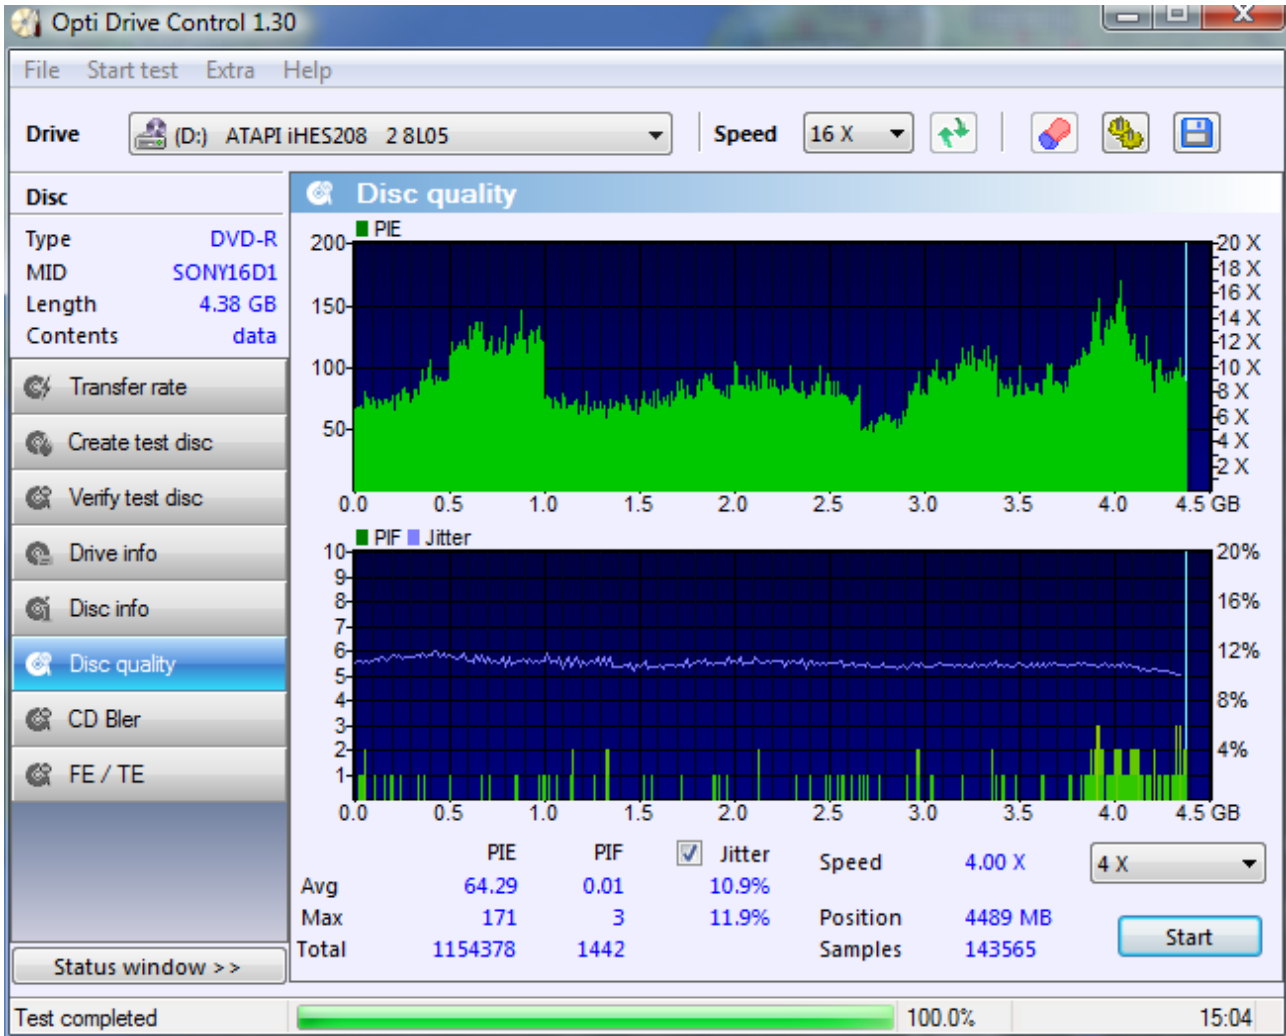 Opti Drive Control 1.30
File Start test Extra Help
Drive (D:) ATAPI iHES208 2 8L05 Speed 16 X
Disc
Type DVD-R
MID SONY16D1
Length 4.38 GB
Contents data
Transfer rate
Create test disc
Verify test disc
Drive info
Disc info
Disc quality
CD Bler
FE / TE
Status window >>
Disc quality
PIE
200 150 100 50
20 X 18 X 16 X 14 X 12 X 10 X 8 X 6 X 4 X 2 X
0.0 0.5 1.0 1.5 2.0 2.5 3.0 3.5 4.0 4.5 GB
PIF Jitter
10 9 8 7 6 5 4 3 2 1
20% 16% 12% 8% 4%
0.0 0.5 1.0 1.5 2.0 2.5 3.0 3.5 4.0 4.5 GB
PIE PIF Jitter
Avg 64.29 0.01 10.9%
Max 171 3 11.9%
Total 1154378 1442
Speed 4.00 X 4 X
Position 4489 MB
Samples 143565
Start
Test completed 100.0% 15:04